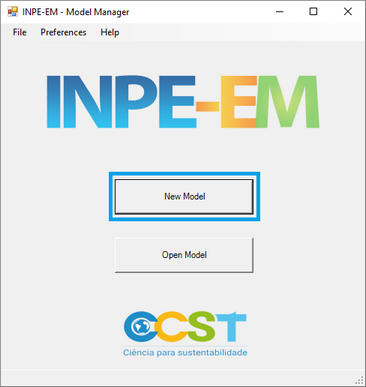 INPE-EM - Model Manager
File Preferences Help
INPE-EM
New Model
Open Model
CCST
Ciência para sustentabilidade